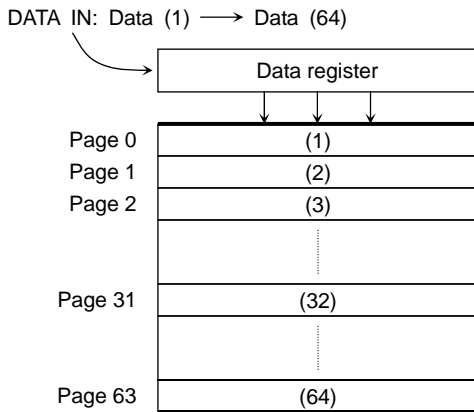 DATA IN: Data (1) ⟶ Data (64)
Data register
Page 0 (1)
Page 1 (2)
Page 2 (3)
Page 31 (32)
Page 63 (64)